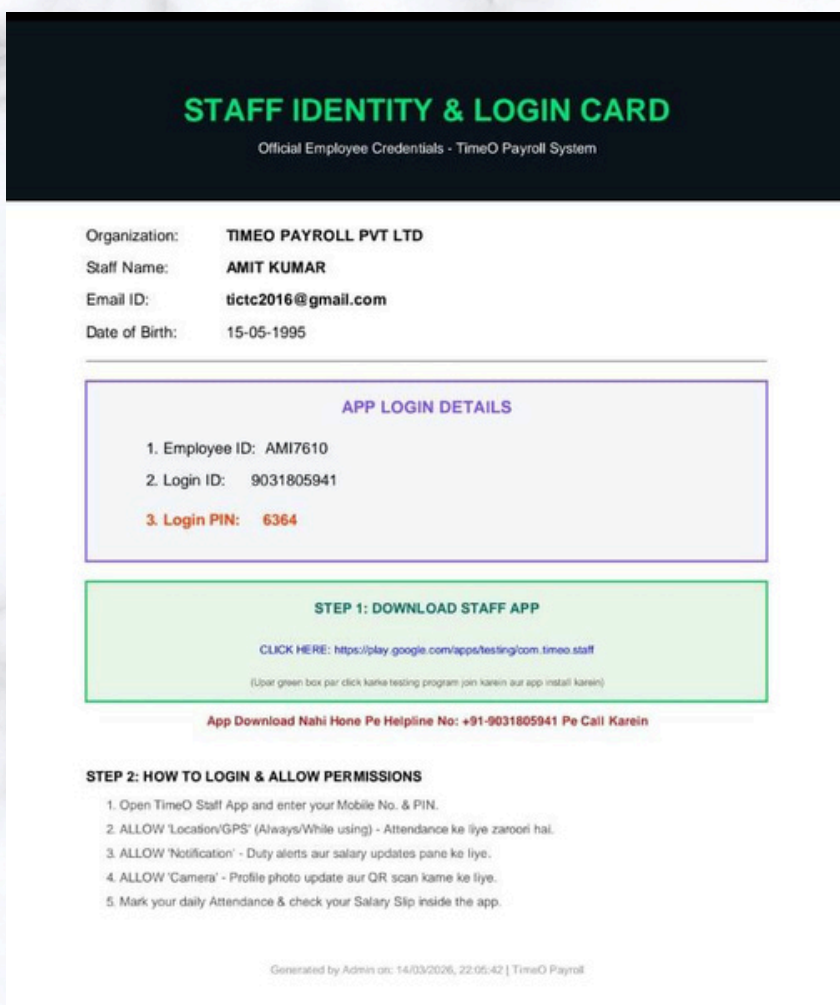 STAFF IDENTITY & LOGIN CARD
Official Employee Credentials - TimeO Payroll System
Organization: TIMEO PAYROLL PVT LTD
Staff Name: AMIT KUMAR
Email ID: tictc2016@gmail.com
Date of Birth: 15-05-1995
APP LOGIN DETAILS
1. Employee ID: AMI7610
2. Login ID: 9031805941
3. Login PIN: 6364
STEP 1: DOWNLOAD STAFF APP
CLICK HERE: https://play.google.com/apps/testing/com.timeo.staff
(Upar green box par click karke testing program join karein aur app install karein)
App Download Nahi Hone Pe Helpline No: +91-9031805941 Pe Call Karein
STEP 2: HOW TO LOGIN & ALLOW PERMISSIONS
1. Open TimeO Staff App and enter your Mobile No. & PIN.
2. ALLOW 'Location/GPS' (Always/While using) - Attendance ke liye zaroori hai.
3. ALLOW 'Notification' - Duty alerts aur salary updates pane ke liye.
4. ALLOW 'Camera' - Profile photo update aur QR scan karne ke liye.
5. Mark your daily Attendance & check your Salary Slip inside the app.
Generated by Admin on: 14/03/2026, 22:05:42 | TimeO Payroll